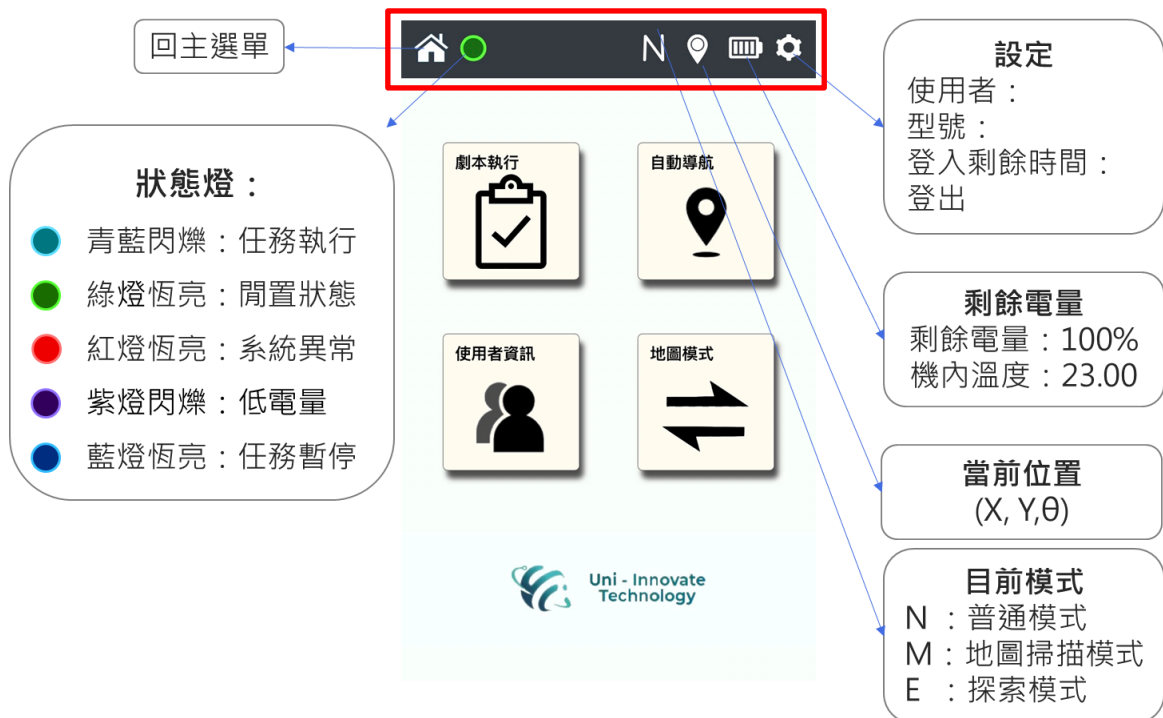 回主選單
N
設定
使用者：
型號：
登入剩餘時間：
登出
狀態燈：
青藍閃爍：任務執行
綠燈恆亮：閒置狀態
紅燈恆亮：系統異常
紫燈閃爍：低電量
藍燈恆亮：任務暫停
劇本執行
自動導航
使用者資訊
地圖模式
Uni - Innovate
Technology
剩餘電量
剩餘電量：100%
機內溫度：23.00
當前位置
(X, Y,θ)
目前模式
N ：普通模式
M：地圖掃描模式
E ：探索模式